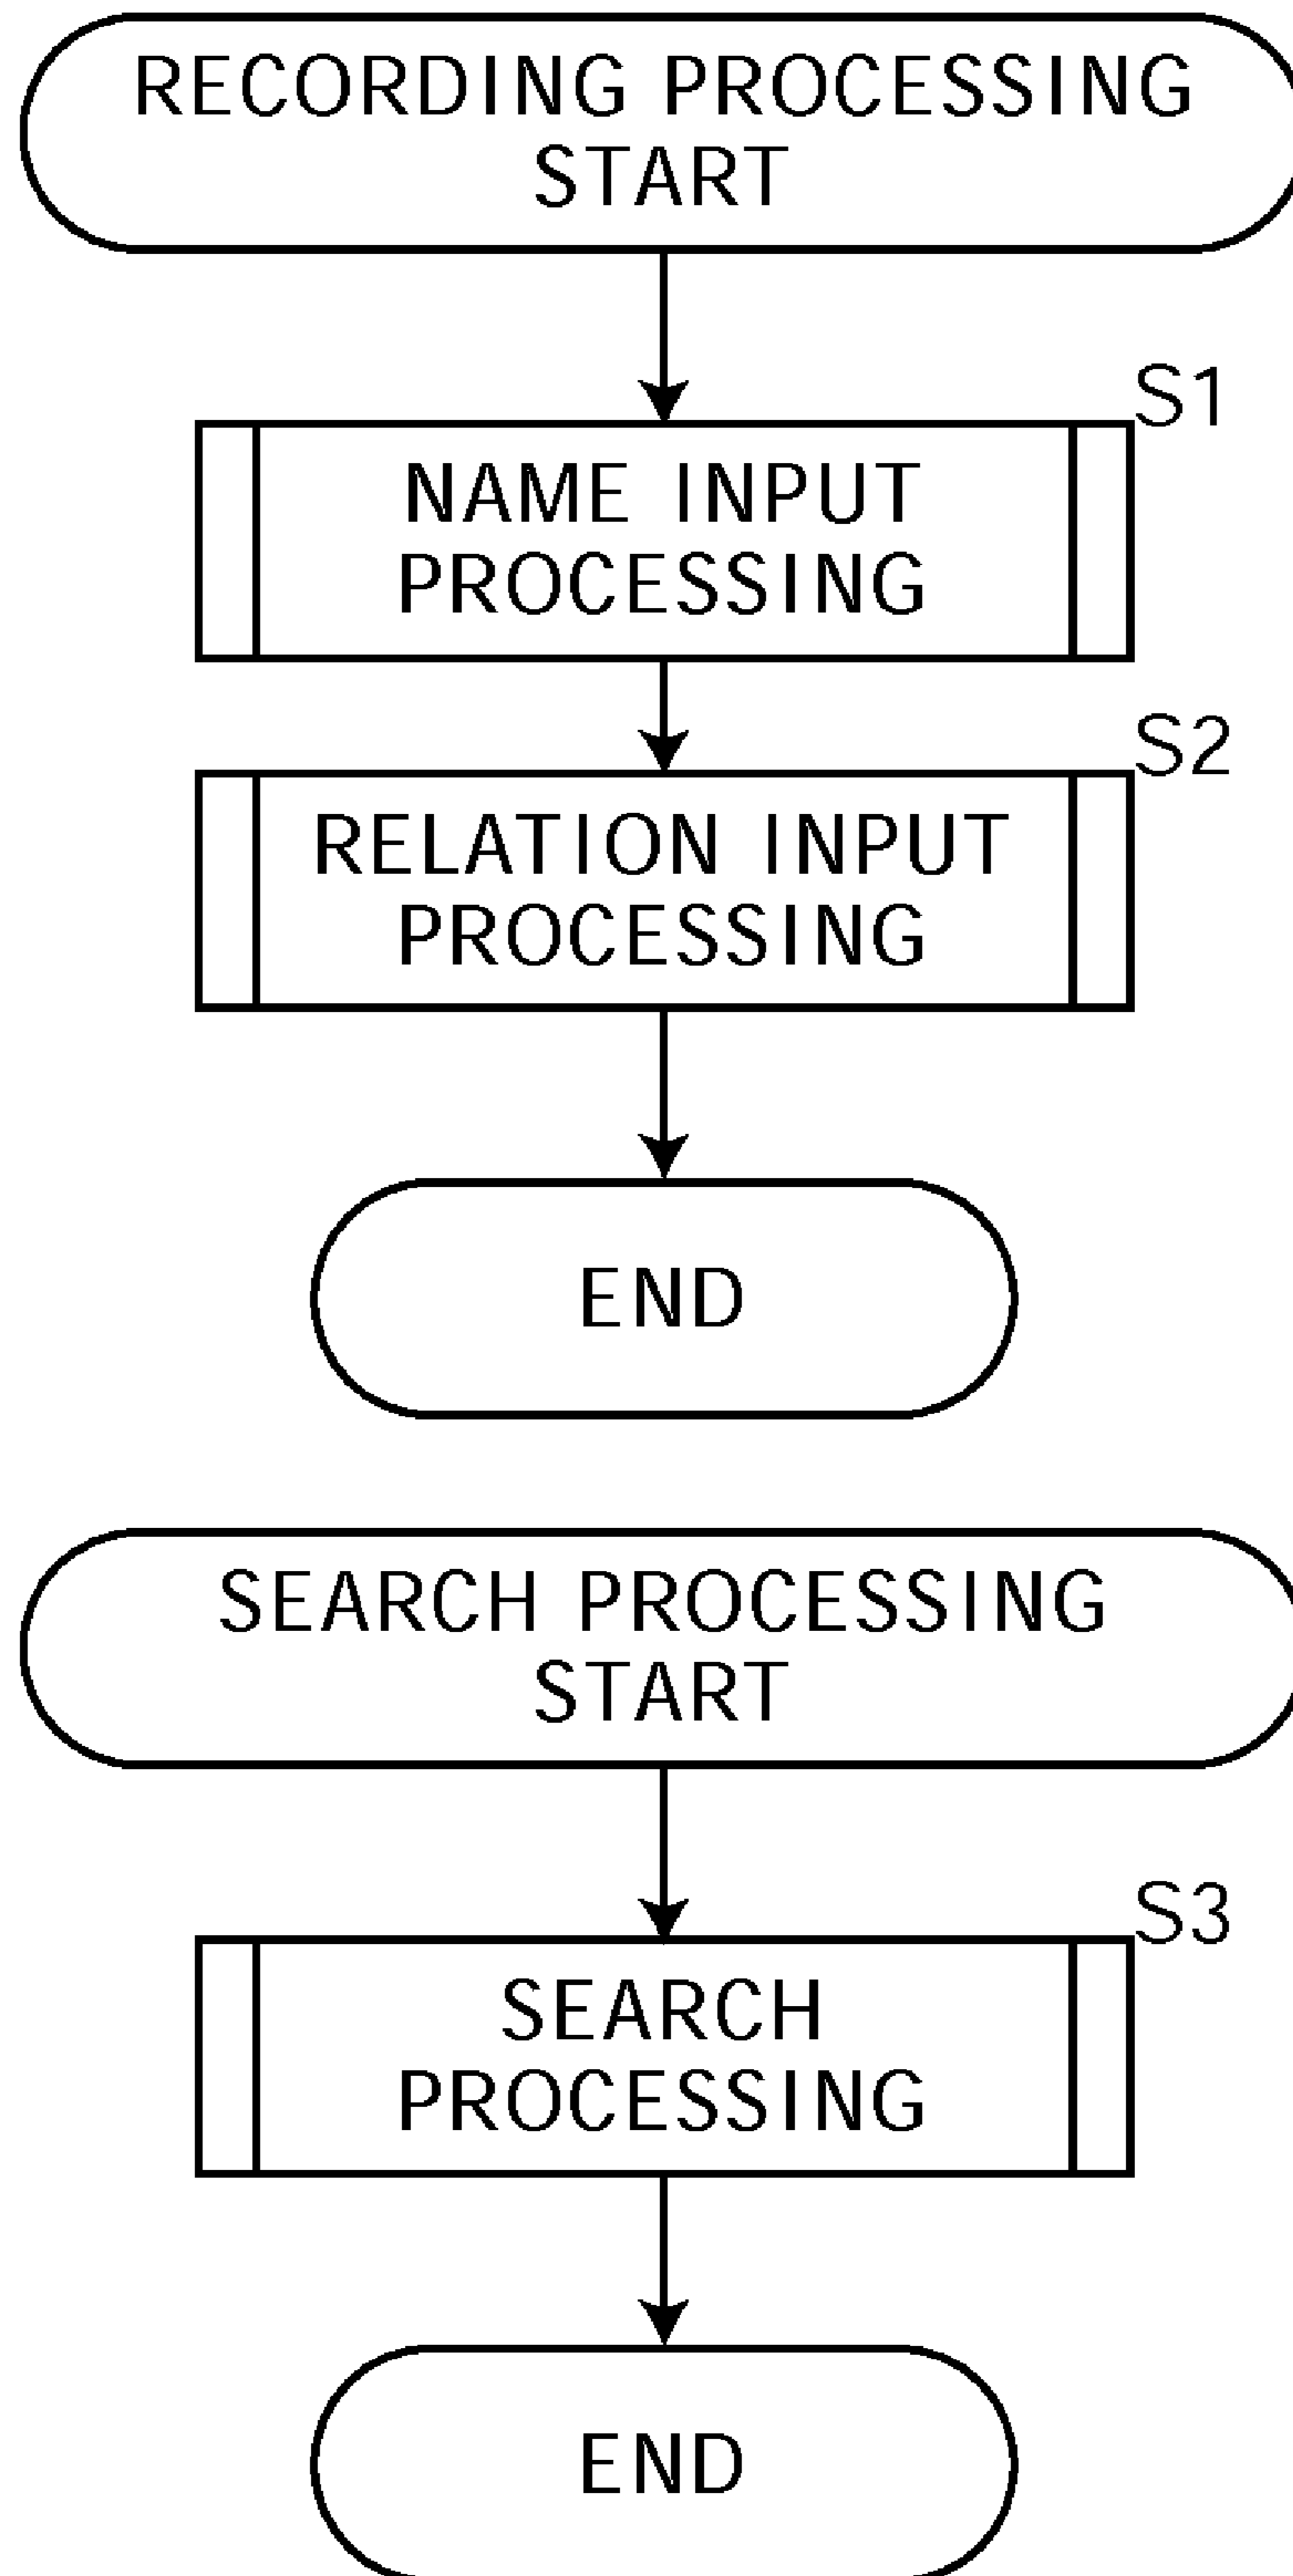 RECORDING PROCESSING
START
S1
NAME INPUT
PROCESSING
S2
RELATION INPUT
PROCESSING
END
SEARCH PROCESSING
START
S3
SEARCH
PROCESSING
END